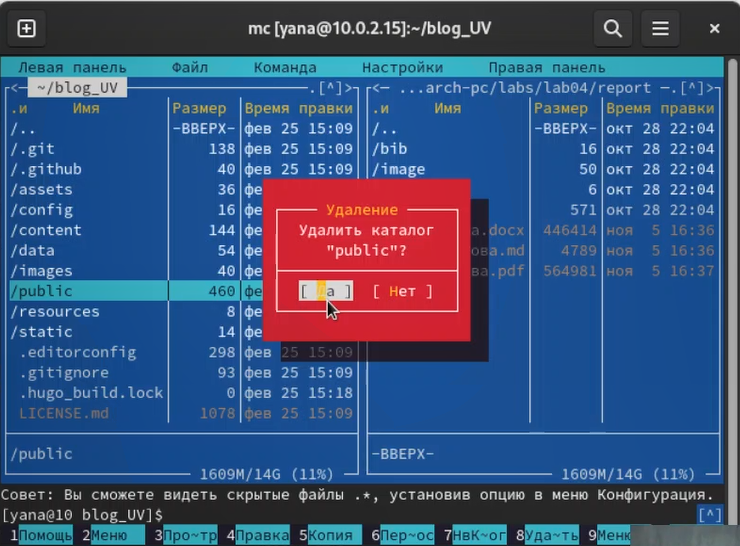 mc [yana@10.0.2.15]:~/blog_UV
Левая панель Файл Команда Настройки Правая панель
<— ~/blog_UV .[^]> <— ...arch-pc/labs/lab04/report —.[^]>
.и Имя Размер Время правки .и Имя Размер Время правки
/.. -ВВЕРХ- фев 25 15:09 /.. -ВВЕРХ- окт 28 22:04
/.git 138 фев 25 15:09 /bib 16 окт 28 22:04
/.github 40 фев 25 15:09 /image 50 окт 28 22:04
/assets 36 фе 6 окт 28 22:04
/config 16 фе Удаление 571 окт 28 22:04
/content 144 фе Удалить каталог а.docx 446414 ноя 5 16:36
/data 54 фе "public"? ова.md 4789 ноя 5 16:36
/images 40 фе ва.pdf 564981 ноя 5 16:37
/public 460 фе [ а ] [ Нет ]
/resources 8 фе
/static 14 фе
.editorconfig 298 фев 25 15:09
.gitignore 93 фев 25 15:09
.hugo_build.lock 0 фев 25 15:18
LICENSE.md 1078 фев 25 15:09
/public -ВВЕРХ-
1609M/14G (11%) 1609M/14G (11%)
Совет: Вы сможете видеть скрытые файлы .*, установив опцию в меню Конфигурация.
[yana@10 blog_UV]$ [^]
1Помощь 2Меню 3Про~тр 4Правка 5Копия 6Пер~ос 7НвК~ог 8Уда~ть 9Меню